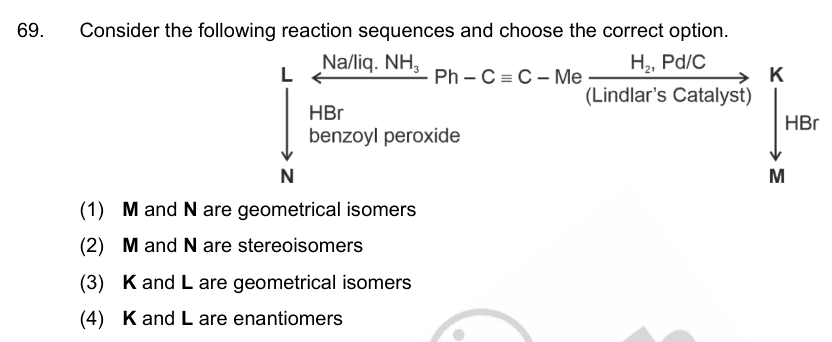 69. Consider the following reaction sequences and choose the correct option.
L Na/liq. NH₃ Ph – C ≡ C – Me H₂, Pd/C K
(Lindlar's Catalyst)
HBr HBr
benzoyl peroxide
N M
(1) M and N are geometrical isomers
(2) M and N are stereoisomers
(3) K and L are geometrical isomers
(4) K and L are enantiomers